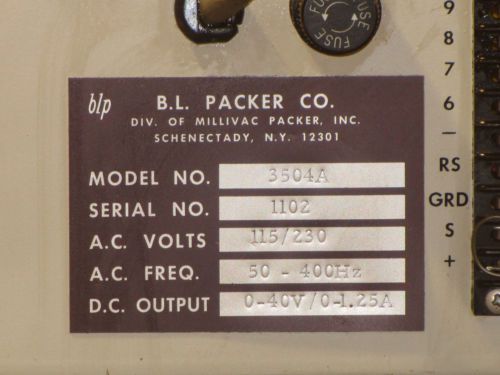 FUSE FUSE
9
8
7
6
—
RS
GRD
S
+
blp B.L. PACKER CO.
DIV. OF MILLIVAC PACKER, INC.
SCHENECTADY, N.Y. 12301
MODEL NO. 3504A
SERIAL NO. 1102
A.C. VOLTS 115/230
A.C. FREQ. 50 - 400Hz
D.C. OUTPUT 0-40V/0-1.25A